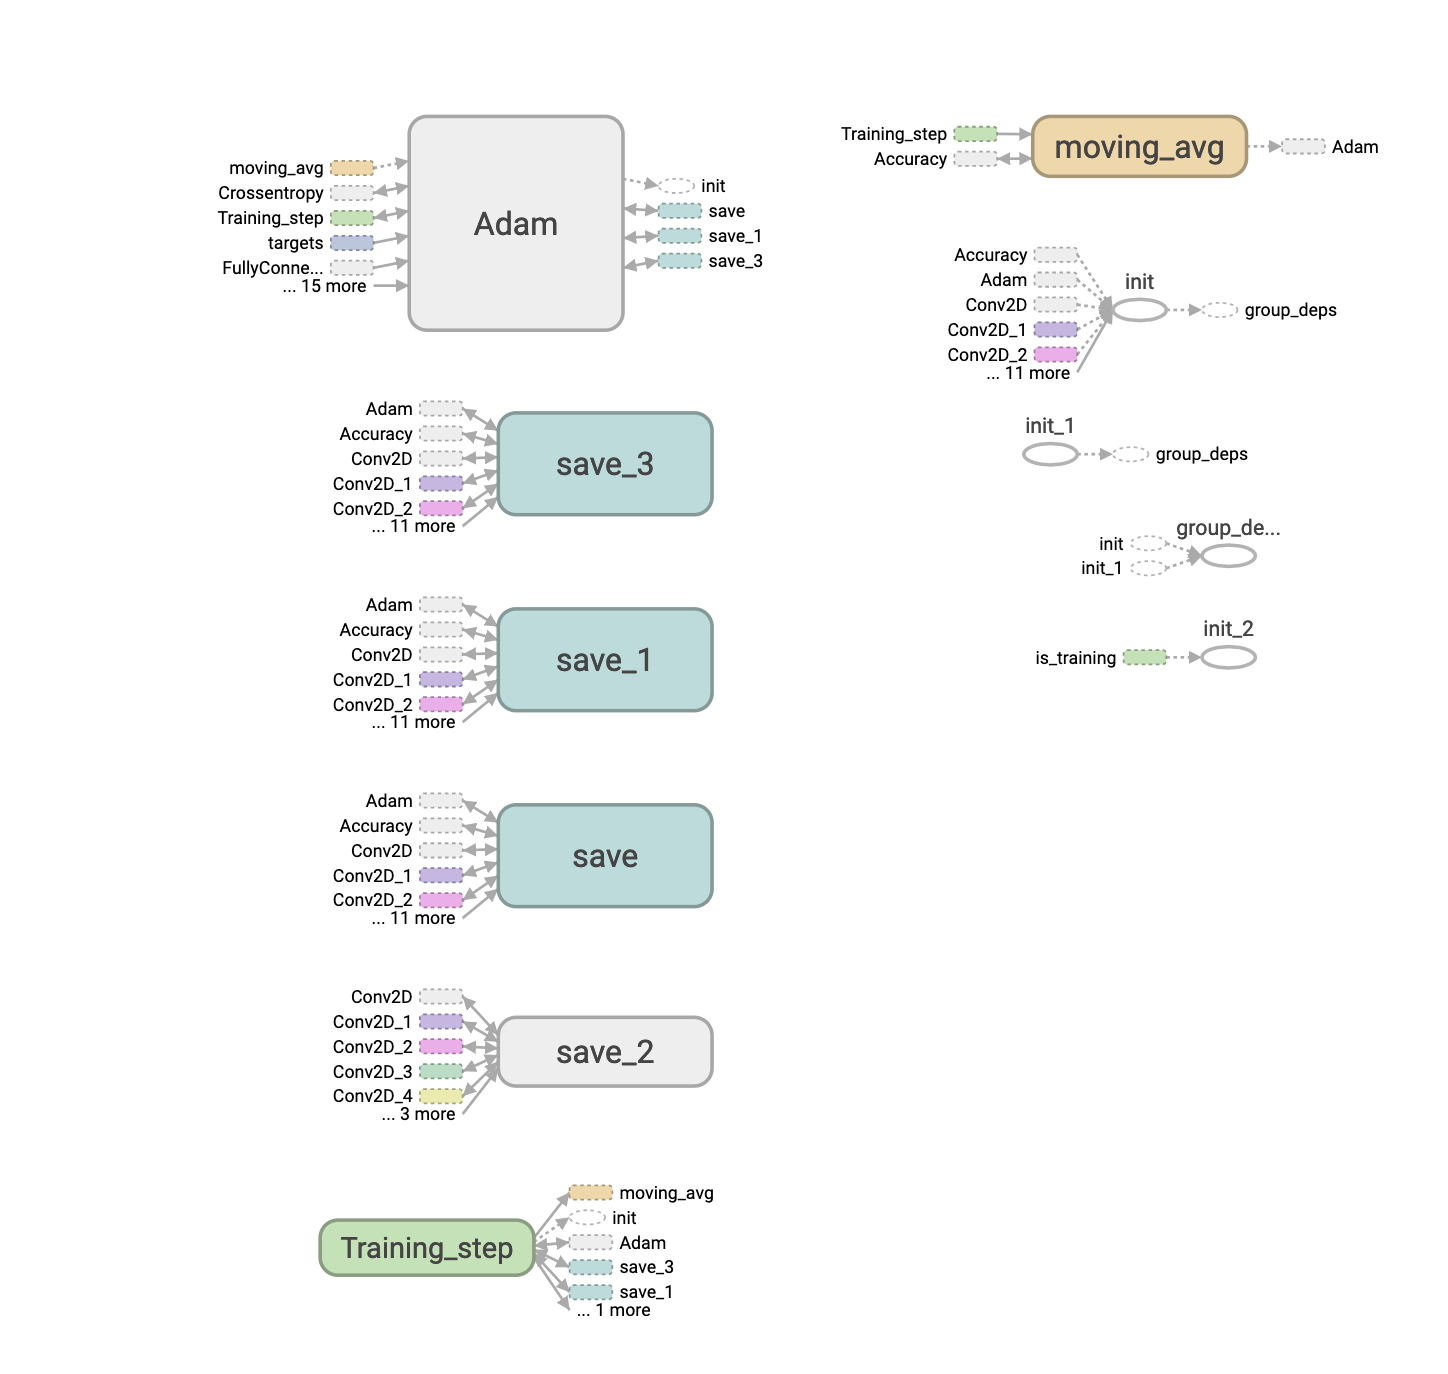 moving_avg
Crossentropy
Training_step
targets
FullyConne...
... 15 more
Adam
init
save
save_1
save_3
Adam
Accuracy
Conv2D
Conv2D_1
Conv2D_2
... 11 more
save_3
Adam
Accuracy
Conv2D
Conv2D_1
Conv2D_2
... 11 more
save_1
Adam
Accuracy
Conv2D
Conv2D_1
Conv2D_2
... 11 more
save
Conv2D
Conv2D_1
Conv2D_2
Conv2D_3
Conv2D_4
... 3 more
save_2
Training_step
moving_avg
init
Adam
save_3
save_1
... 1 more
Training_step
Accuracy
moving_avg
Adam
Accuracy
Adam
Conv2D
Conv2D_1
Conv2D_2
... 11 more
init
group_deps
init_1
group_deps
group_de...
init
init_1
init_2
is_training